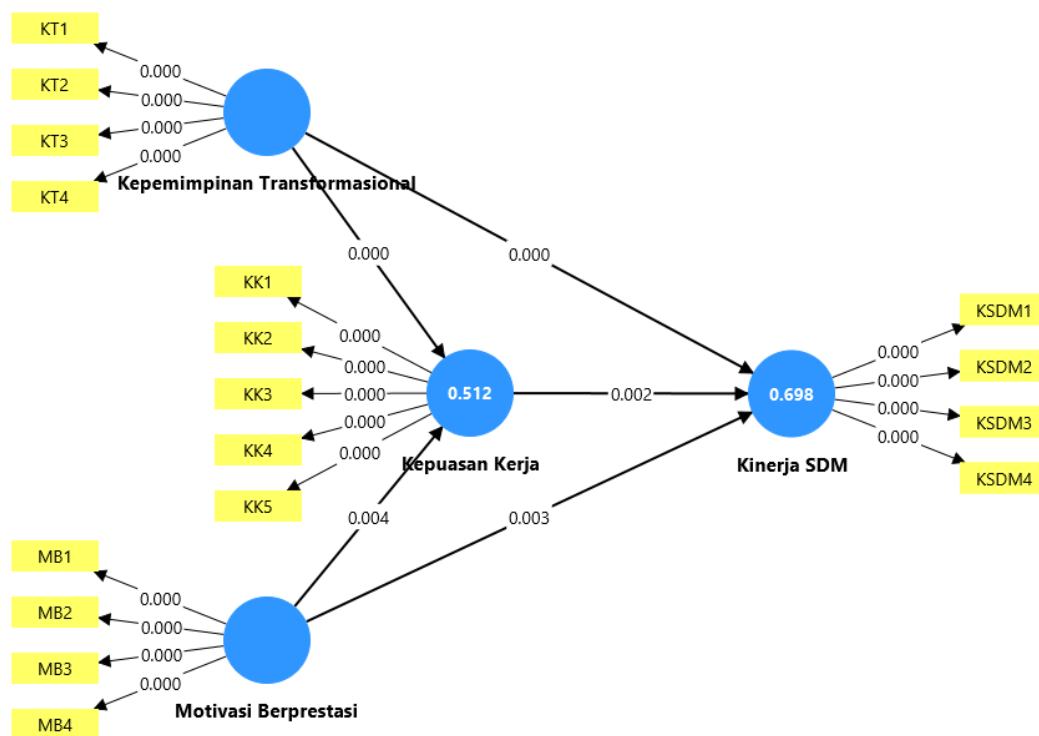 KT1
0.000
KT2
0.000
KT3
0.000
KT4
0.000
Kepemimpinan Transformasional
0.000
0.000
KK1
0.000
KK2
0.000
KK3
0.000
KK4
0.000
KK5
0.000
0.512
Kepuasan Kerja
0.002
0.698
Kinerja SDM
KSDM1
0.000
KSDM2
0.000
KSDM3
0.000
KSDM4
0.000
0.004
0.003
MB1
0.000
MB2
0.000
MB3
0.000
MB4
0.000
Motivasi Berprestasi